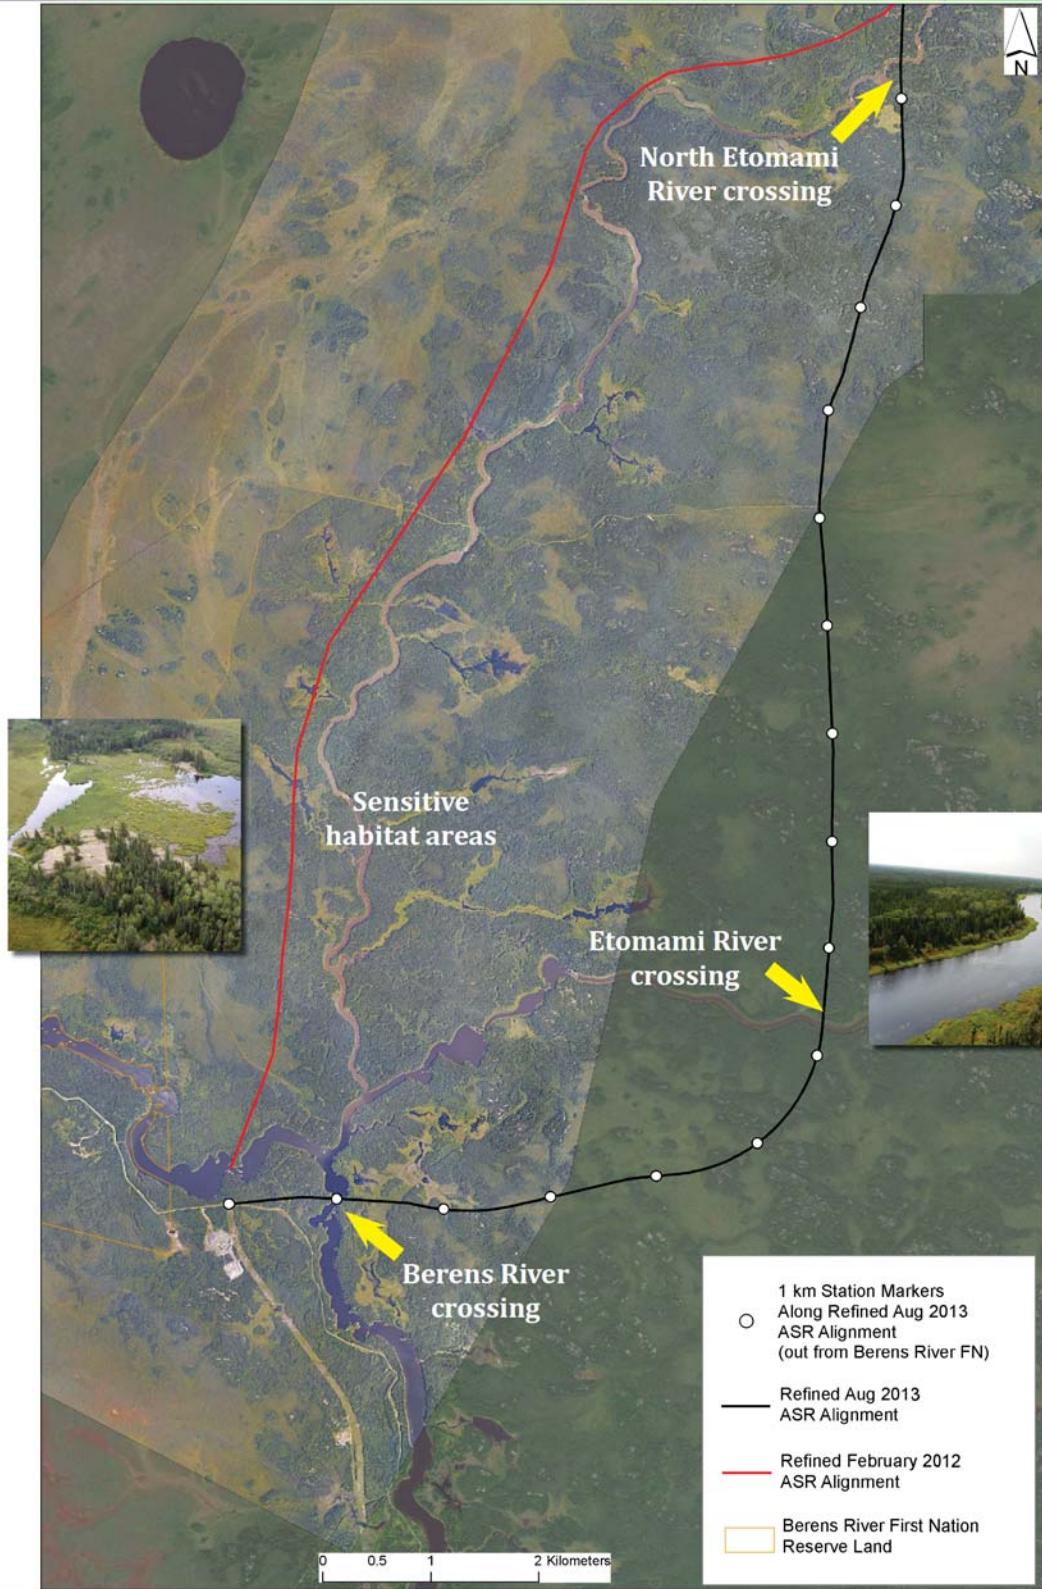 N
North Etomami
River crossing
Sensitive
habitat areas
Etomami River
crossing
Berens River
crossing
1 km Station Markers
Along Refined Aug 2013
ASR Alignment
(out from Berens River FN)
Refined Aug 2013
ASR Alignment
Refined February 2012
ASR Alignment
Berens River First Nation
Reserve Land
0 0.5 1 2 Kilometers